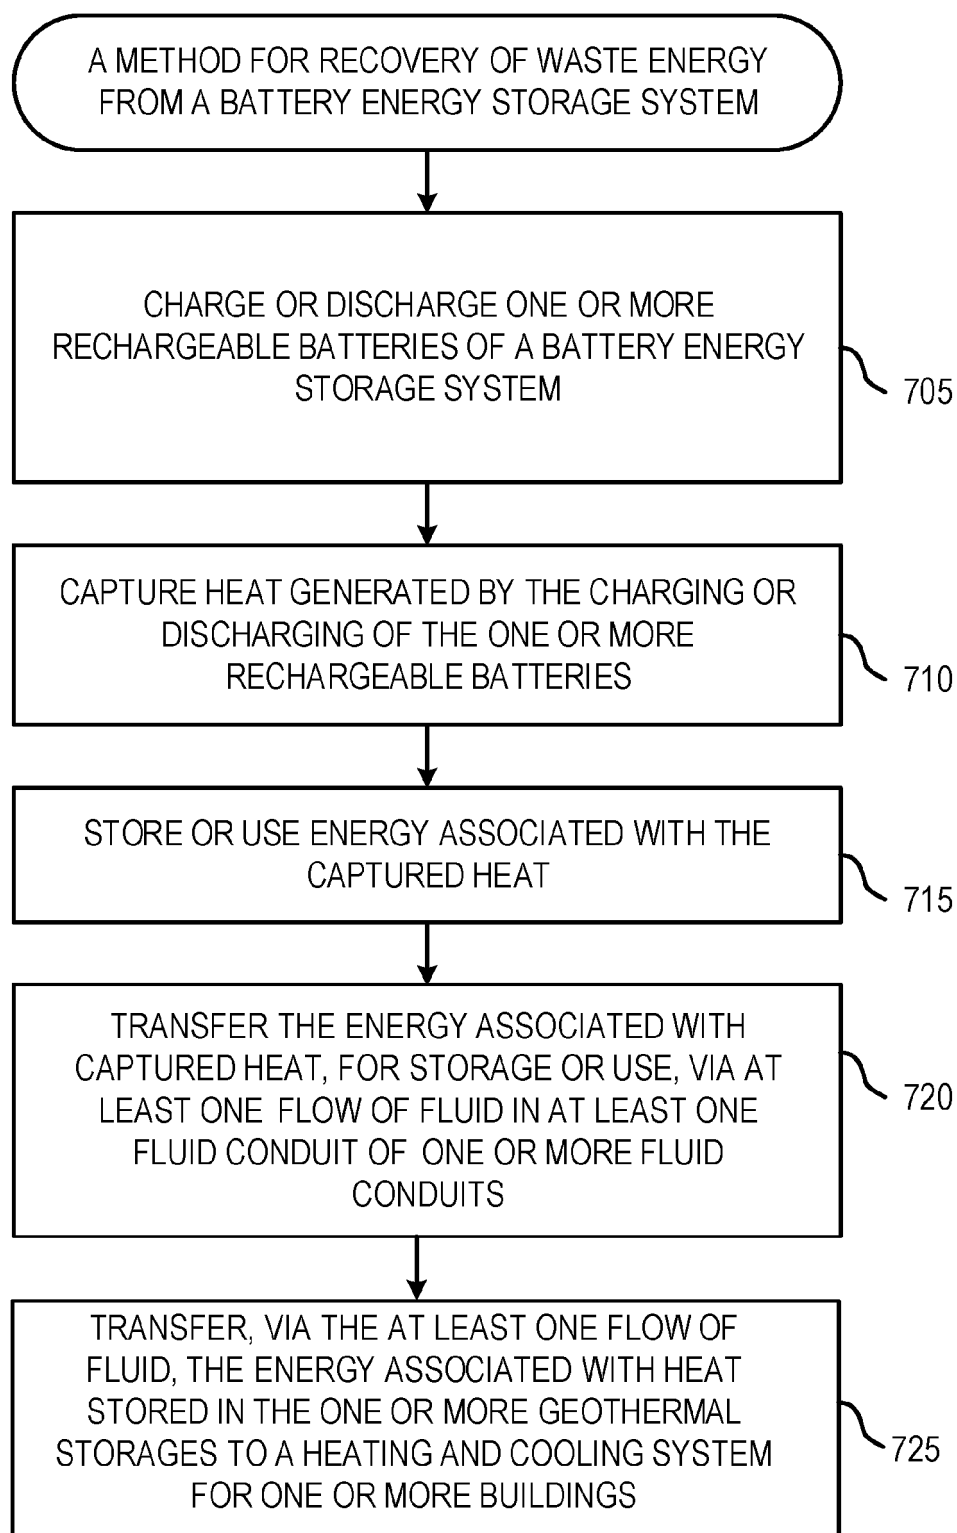 A METHOD FOR RECOVERY OF WASTE ENERGY
FROM A BATTERY ENERGY STORAGE SYSTEM
CHARGE OR DISCHARGE ONE OR MORE
RECHARGEABLE BATTERIES OF A BATTERY ENERGY
STORAGE SYSTEM
705
CAPTURE HEAT GENERATED BY THE CHARGING OR
DISCHARGING OF THE ONE OR MORE
RECHARGEABLE BATTERIES
710
STORE OR USE ENERGY ASSOCIATED WITH THE
CAPTURED HEAT
715
TRANSFER THE ENERGY ASSOCIATED WITH
CAPTURED HEAT, FOR STORAGE OR USE, VIA AT
LEAST ONE FLOW OF FLUID IN AT LEAST ONE
FLUID CONDUIT OF ONE OR MORE FLUID
CONDUITS
720
TRANSFER, VIA THE AT LEAST ONE FLOW OF
FLUID, THE ENERGY ASSOCIATED WITH HEAT
STORED IN THE ONE OR MORE GEOTHERMAL
STORAGES TO A HEATING AND COOLING SYSTEM
FOR ONE OR MORE BUILDINGS
725